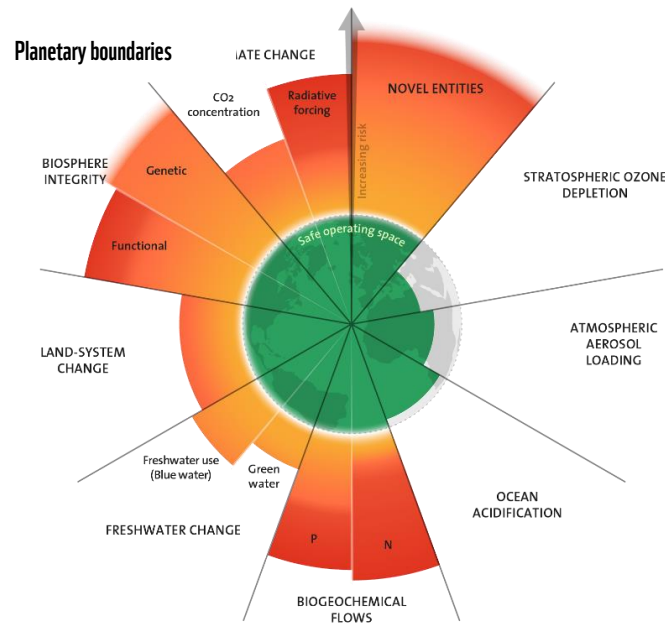 Planetary boundaries
ATE CHANGE
CO2
concentration
Radiative
forcing
NOVEL ENTITIES
Increasing risk
BIOSPHERE
INTEGRITY
Genetic
STRATOSPHERIC OZONE
DEPLETION
Functional
Safe operating space
LAND-SYSTEM
CHANGE
ATMOSPHERIC
AEROSOL
LOADING
Freshwater use
(Blue water)
Green
water
FRESHWATER CHANGE
OCEAN
ACIDIFICATION
P
N
BIOGEOCHEMICAL
FLOWS